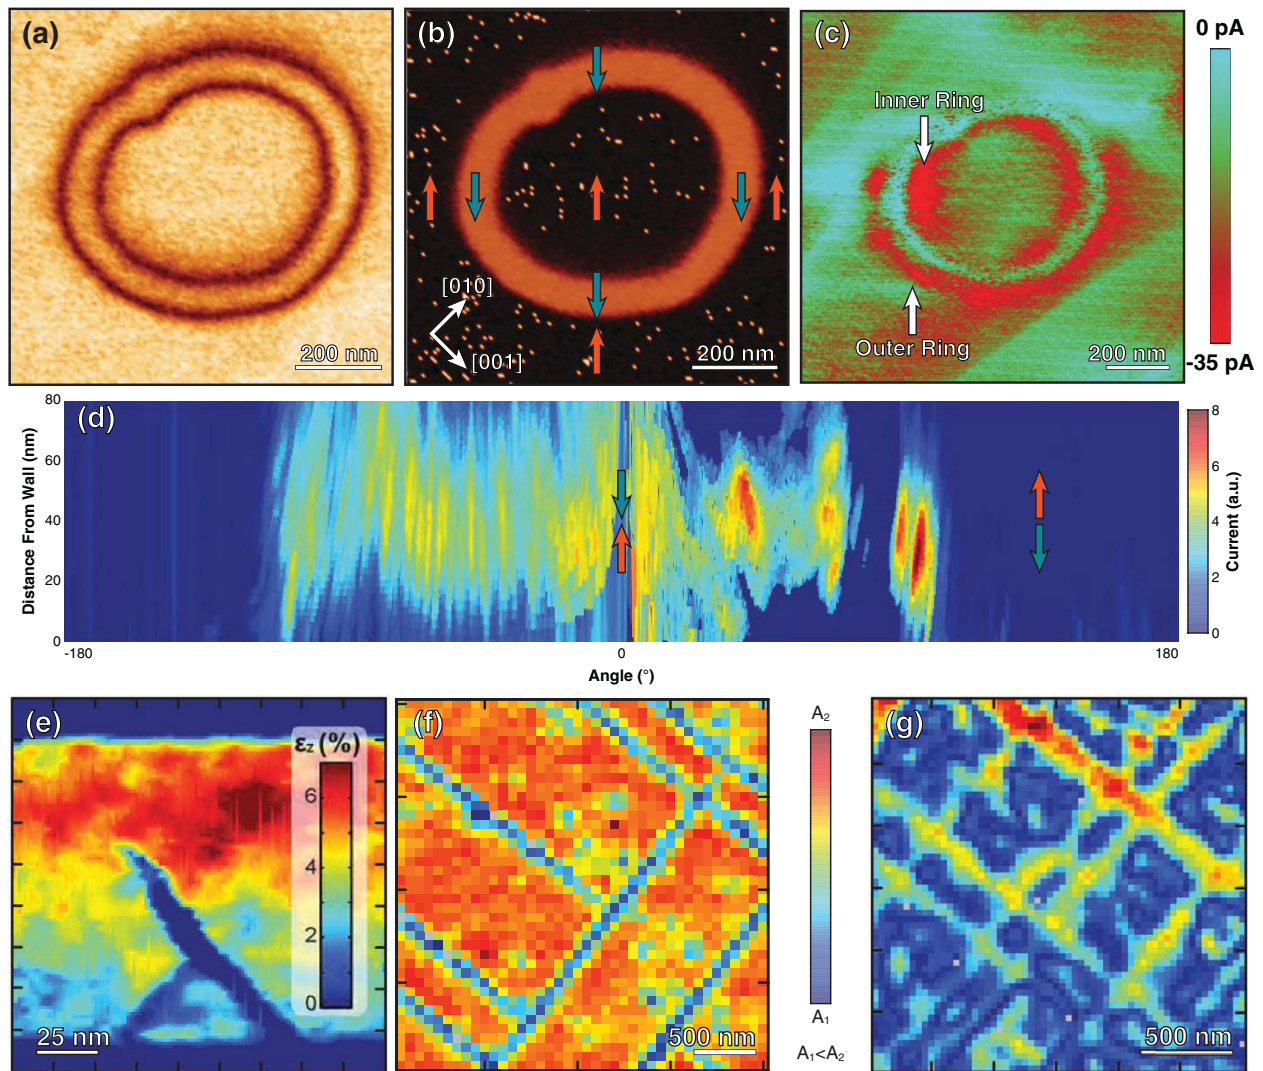 (a)
200 nm
(b)
[010]
[001]
200 nm
(c)
Inner Ring
Outer Ring
200 nm
0 pA
-35 pA
(d)
Distance From Wall (nm)
80
60
40
20
0
-180
0
180
Angle (°)
8
6
4
2
0
Current (a.u.)
(e)
εz (%)
6
4
2
0
25 nm
(f)
500 nm
A2
A1
A1<A2
(g)
500 nm